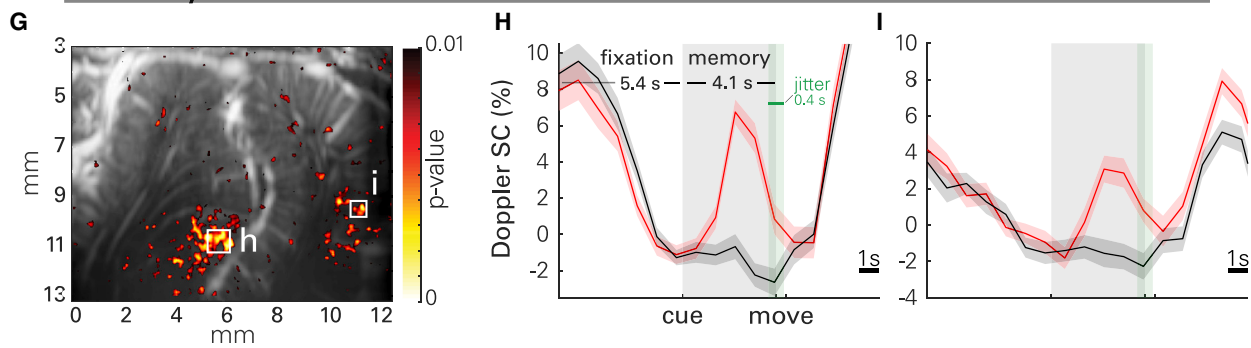 G
3
5
7
9
11
13
mm
0
2
4
6
8
10
12
mm
h
i
0.01
p-value
0
H
Doppler SC (%)
10
8
6
4
2
0
-2
fixation memory
5.4 s 4.1 s
jitter
0.4 s
1s
cue move
I
10
8
6
4
2
0
-2
-4
1s